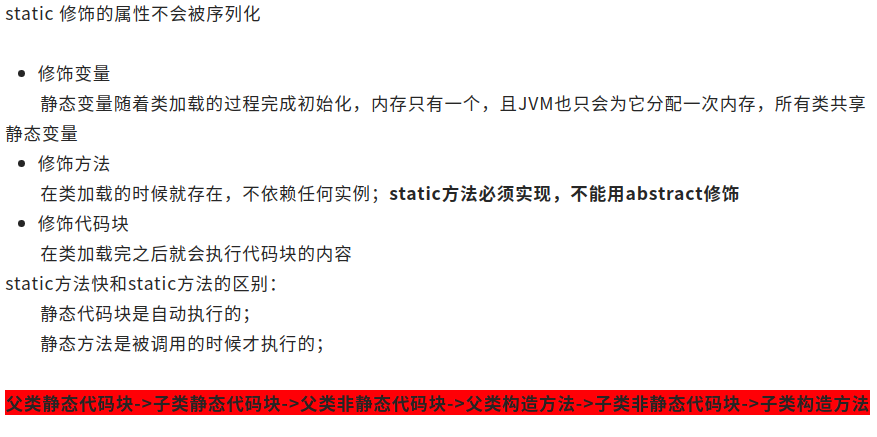 static 修饰的属性不会被序列化
修饰变量
静态变量随着类加载的过程完成初始化，内存只有一个，且JVM也只会为它分配一次内存，所有类共享
静态变量
修饰方法
在类加载的时候就存在，不依赖任何实例；static方法必须实现，不能用abstract修饰
修饰代码块
在类加载完之后就会执行代码块的内容
static方法快和static方法的区别：
静态代码块是自动执行的；
静态方法是被调用的时候才执行的；
父类静态代码块->子类静态代码块->父类非静态代码块->父类构造方法->子类非静态代码块->子类构造方法